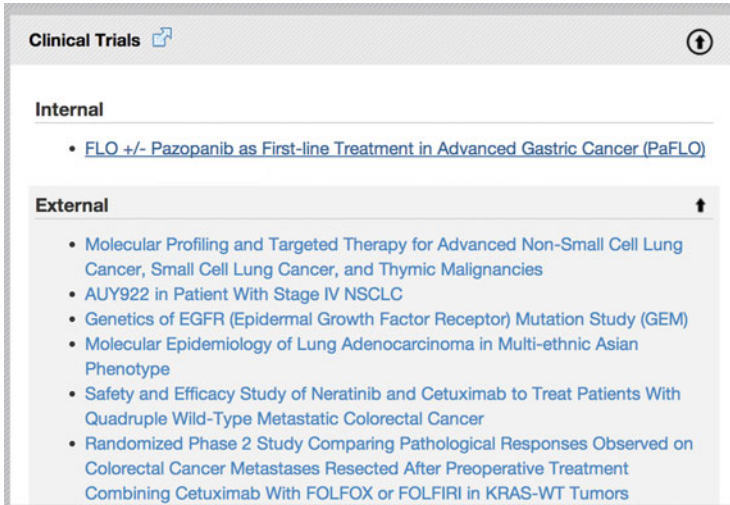 Clinical Trials
Internal
• FLO +/- Pazopanib as First-line Treatment in Advanced Gastric Cancer (PaFLO)
External
• Molecular Profiling and Targeted Therapy for Advanced Non-Small Cell Lung
Cancer, Small Cell Lung Cancer, and Thymic Malignancies
• AUY922 in Patient With Stage IV NSCLC
• Genetics of EGFR (Epidermal Growth Factor Receptor) Mutation Study (GEM)
• Molecular Epidemiology of Lung Adenocarcinoma in Multi-ethnic Asian
Phenotype
• Safety and Efficacy Study of Neratinib and Cetuximab to Treat Patients With
Quadruple Wild-Type Metastatic Colorectal Cancer
• Randomized Phase 2 Study Comparing Pathological Responses Observed on
Colorectal Cancer Metastases Resected After Preoperative Treatment
Combining Cetuximab With FOLFOX or FOLFIRI in KRAS-WT Tumors